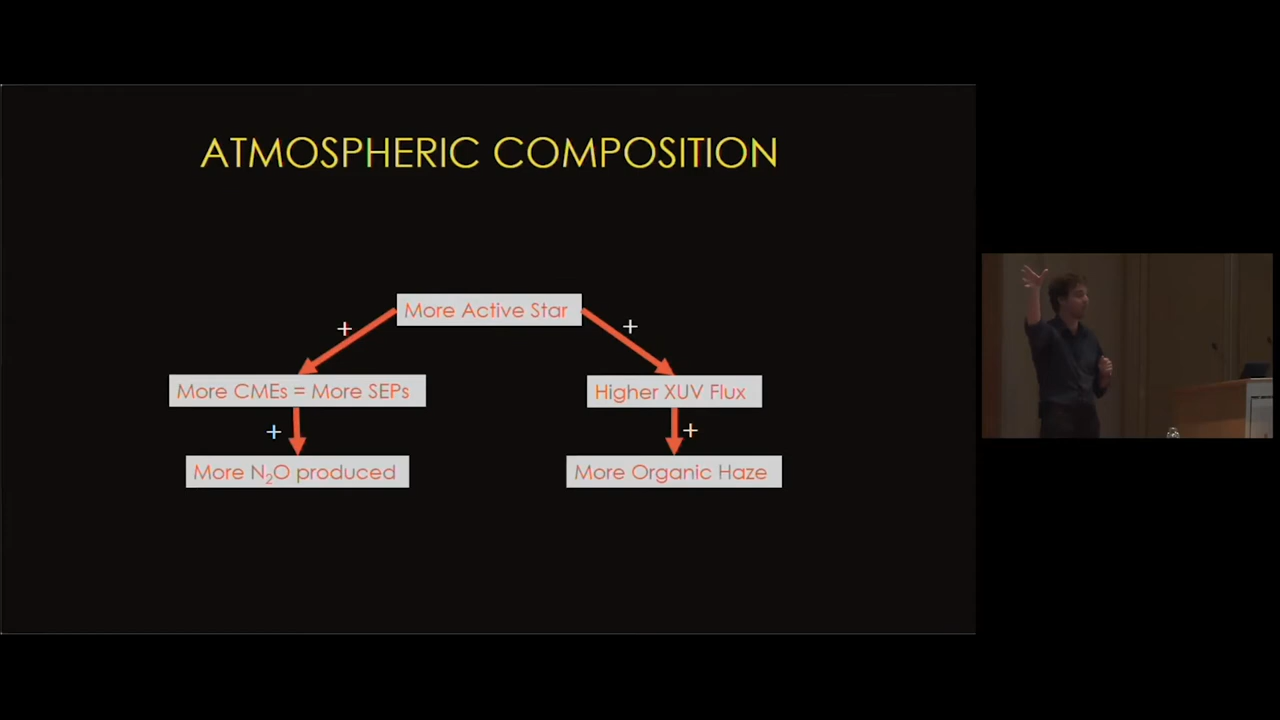 ATMOSPHERIC COMPOSITION
More Active Star
+
+
More CMEs = More SEPs
Higher XUV Flux
+
+
More N₂O produced
More Organic Haze